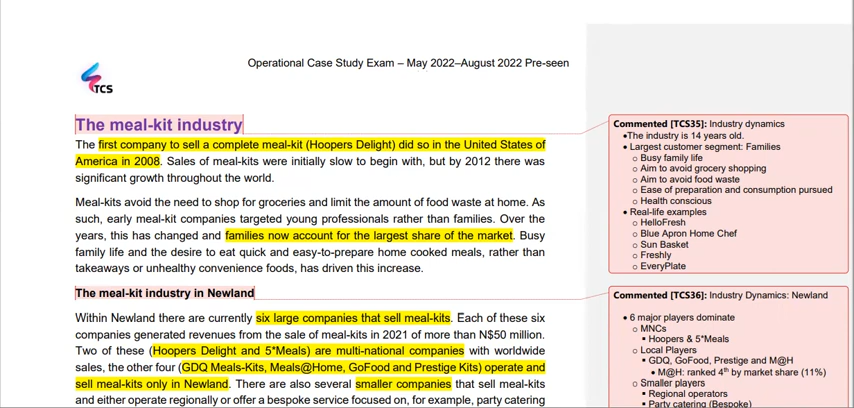 TCS
Operational Case Study Exam – May 2022–August 2022 Pre-seen
The meal-kit industry
The first company to sell a complete meal-kit (Hoopers Delight) did so in the United States of
America in 2008. Sales of meal-kits were initially slow to begin with, but by 2012 there was
significant growth throughout the world.
Meal-kits avoid the need to shop for groceries and limit the amount of food waste at home. As
such, early meal-kit companies targeted young professionals rather than families. Over the
years, this has changed and families now account for the largest share of the market. Busy
family life and the desire to eat quick and easy-to-prepare home cooked meals, rather than
takeaways or unhealthy convenience foods, has driven this increase.
The meal-kit industry in Newland
Within Newland there are currently six large companies that sell meal-kits. Each of these six
companies generated revenues from the sale of meal-kits in 2021 of more than N$50 million.
Two of these (Hoopers Delight and 5*Meals) are multi-national companies with worldwide
sales, the other four (GDQ Meals-Kits, Meals@Home, GoFood and Prestige Kits) operate and
sell meal-kits only in Newland. There are also several smaller companies that sell meal-kits
and either operate regionally or offer a bespoke service focused on, for example, party catering
Commented [TCS35]: Industry dynamics
•The industry is 14 years old.
• Largest customer segment: Families
o Busy family life
o Aim to avoid grocery shopping
o Aim to avoid food waste
o Ease of preparation and consumption pursued
o Health conscious
• Real-life examples
o HelloFresh
o Blue Apron Home Chef
o Sun Basket
o Freshly
o EveryPlate
Commented [TCS36]: Industry Dynamics: Newland
• 6 major players dominate
o MNCs
▪ Hoopers & 5*Meals
o Local Players
▪ GDQ, GoFood, Prestige and M@H
• M@H: ranked 4th by market share (11%)
o Smaller players
▪ Regional operators
▪ Party catering (Bespoke)